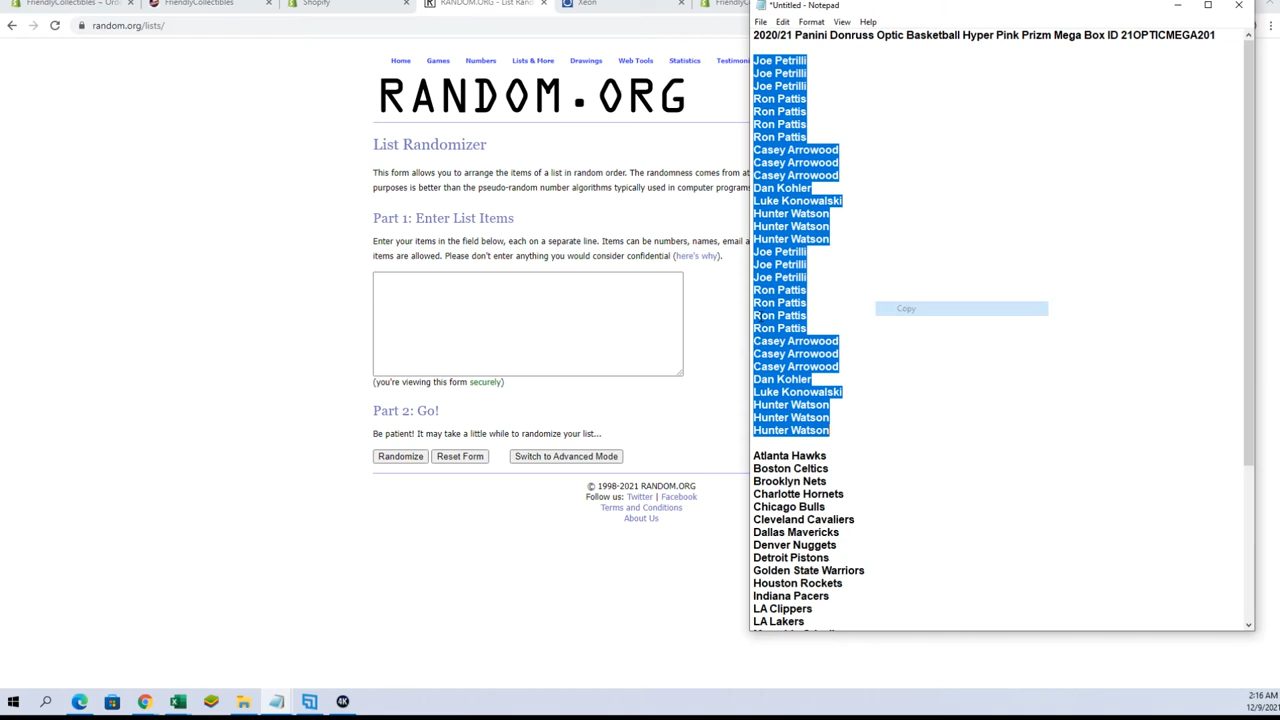 FriendlyCollectibles – Oro
FriendlyCollectibles
Shopify
RANDOM.ORG - List Rand
Xeon
FriendlyC
random.org/lists/
*Untitled - Notepad
File Edit Format View Help
2020/21 Panini Donruss Optic Basketball Hyper Pink Prizm Mega Box ID 21OPTICMEGA201
Home Games Numbers Lists & More Drawings Web Tools Statistics Testimoni
RANDOM.ORG
List Randomizer
This form allows you to arrange the items of a list in random order. The randomness comes from at
purposes is better than the pseudo-random number algorithms typically used in computer programs
Part 1: Enter List Items
Enter your items in the field below, each on a separate line. Items can be numbers, names, email a
items are allowed. Please don't enter anything you would consider confidential (here's why).
(you're viewing this form securely)
Part 2: Go!
Be patient! It may take a little while to randomize your list...
Randomize Reset Form Switch to Advanced Mode
© 1998-2021 RANDOM.ORG
Follow us: Twitter | Facebook
Terms and Conditions
About Us
Joe Petrilli
Joe Petrilli
Joe Petrilli
Ron Pattis
Ron Pattis
Ron Pattis
Ron Pattis
Casey Arrowood
Casey Arrowood
Casey Arrowood
Dan Kohler
Luke Konowalski
Hunter Watson
Hunter Watson
Hunter Watson
Joe Petrilli
Joe Petrilli
Joe Petrilli
Ron Pattis
Ron Pattis
Ron Pattis
Ron Pattis
Casey Arrowood
Casey Arrowood
Casey Arrowood
Dan Kohler
Luke Konowalski
Hunter Watson
Hunter Watson
Hunter Watson
Copy
Atlanta Hawks
Boston Celtics
Brooklyn Nets
Charlotte Hornets
Chicago Bulls
Cleveland Cavaliers
Dallas Mavericks
Denver Nuggets
Detroit Pistons
Golden State Warriors
Houston Rockets
Indiana Pacers
LA Clippers
LA Lakers
4K
2:16 AM
12/9/2021